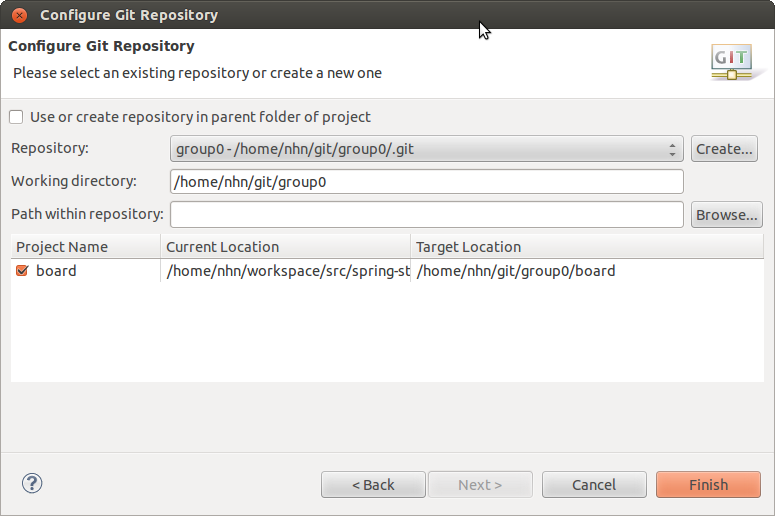 Configure Git Repository
Configure Git Repository
Please select an existing repository or create a new one
GIT
Use or create repository in parent folder of project
Repository: group0 - /home/nhn/git/group0/.git Create...
Working directory: /home/nhn/git/group0
Path within repository: Browse...
Project Name Current Location Target Location
board /home/nhn/workspace/src/spring-st /home/nhn/git/group0/board
? < Back Next > Cancel Finish